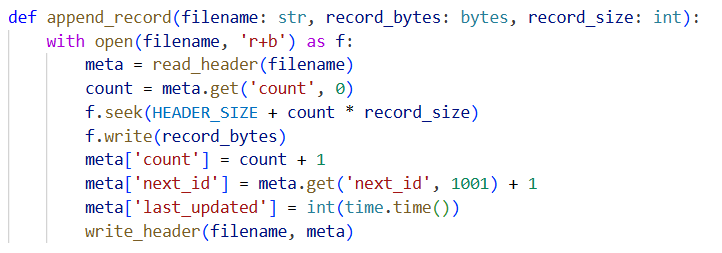 def append_record(filename: str, record_bytes: bytes, record_size: int):
    with open(filename, 'r+b') as f:
        meta = read_header(filename)
        count = meta.get('count', 0)
        f.seek(HEADER_SIZE + count * record_size)
        f.write(record_bytes)
        meta['count'] = count + 1
        meta['next_id'] = meta.get('next_id', 1001) + 1
        meta['last_updated'] = int(time.time())
        write_header(filename, meta)